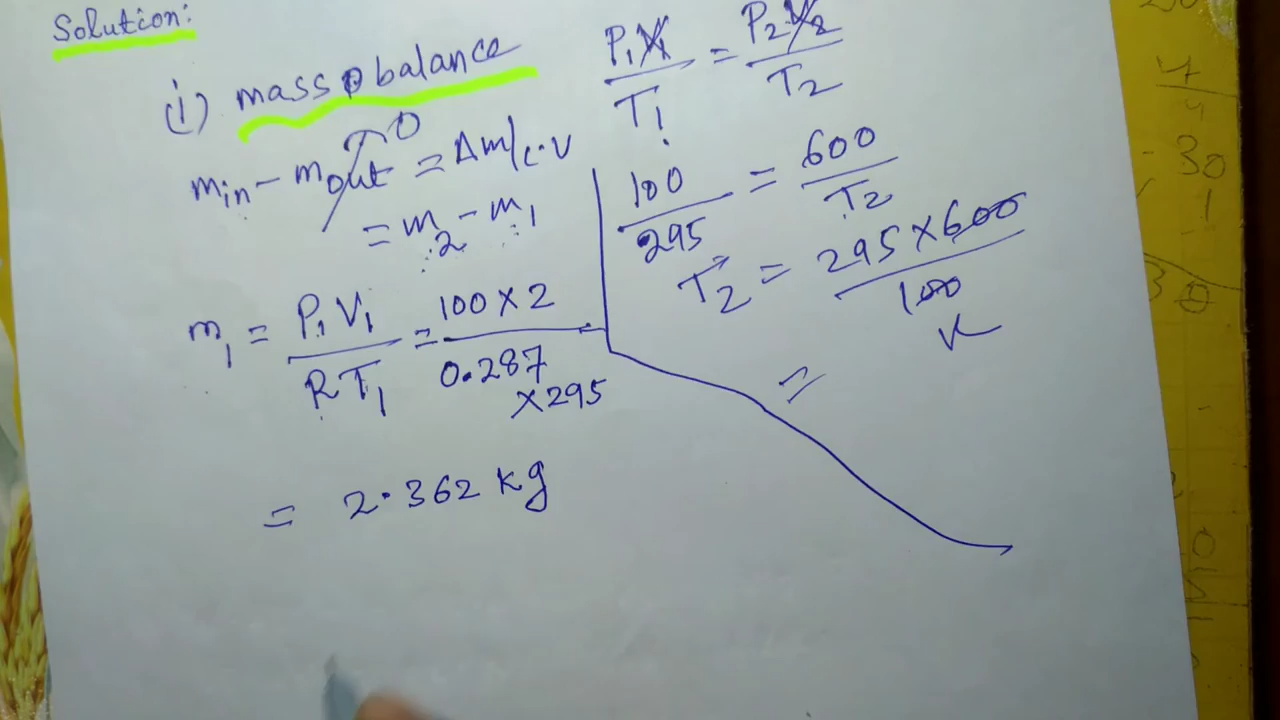 Solution:
(i) mass balance
min - mout = Δm/c.v
0
= m2 - m1
m1 = P1V1/RT1 = 100 × 2/0.287 × 295
= 2.362 kg
P1V1/T1 = P2V2/T2
100/295 = 600/T2
T2 = 295 × 600/100 K
=